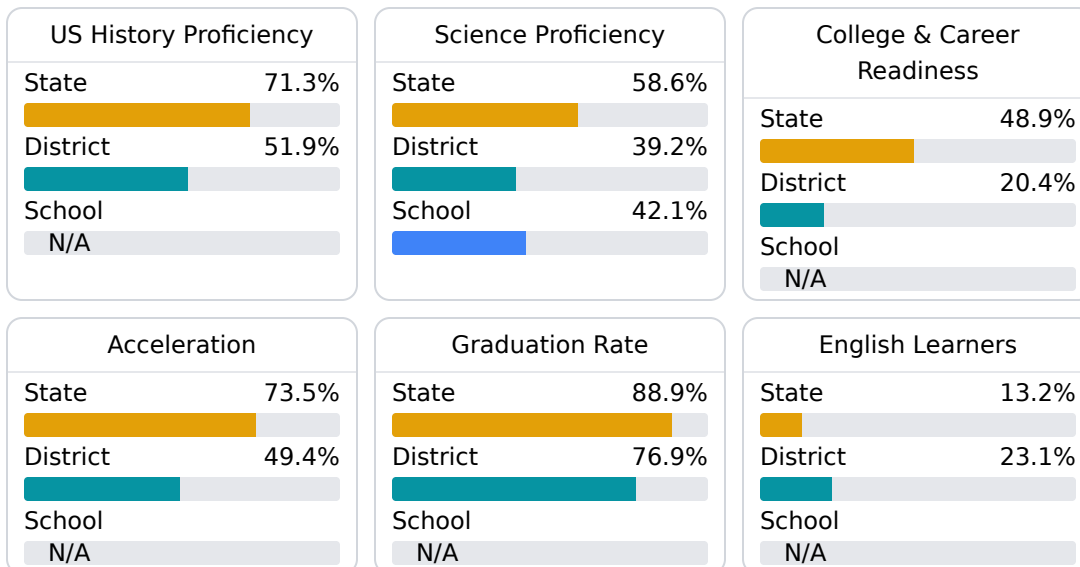 US History Proficiency
State 71.3%
District 51.9%
School
N/A
Science Proficiency
State 58.6%
District 39.2%
School 42.1%
College & Career
Readiness
State 48.9%
District 20.4%
School
N/A
Acceleration
State 73.5%
District 49.4%
School
N/A
Graduation Rate
State 88.9%
District 76.9%
School
N/A
English Learners
State 13.2%
District 23.1%
School
N/A